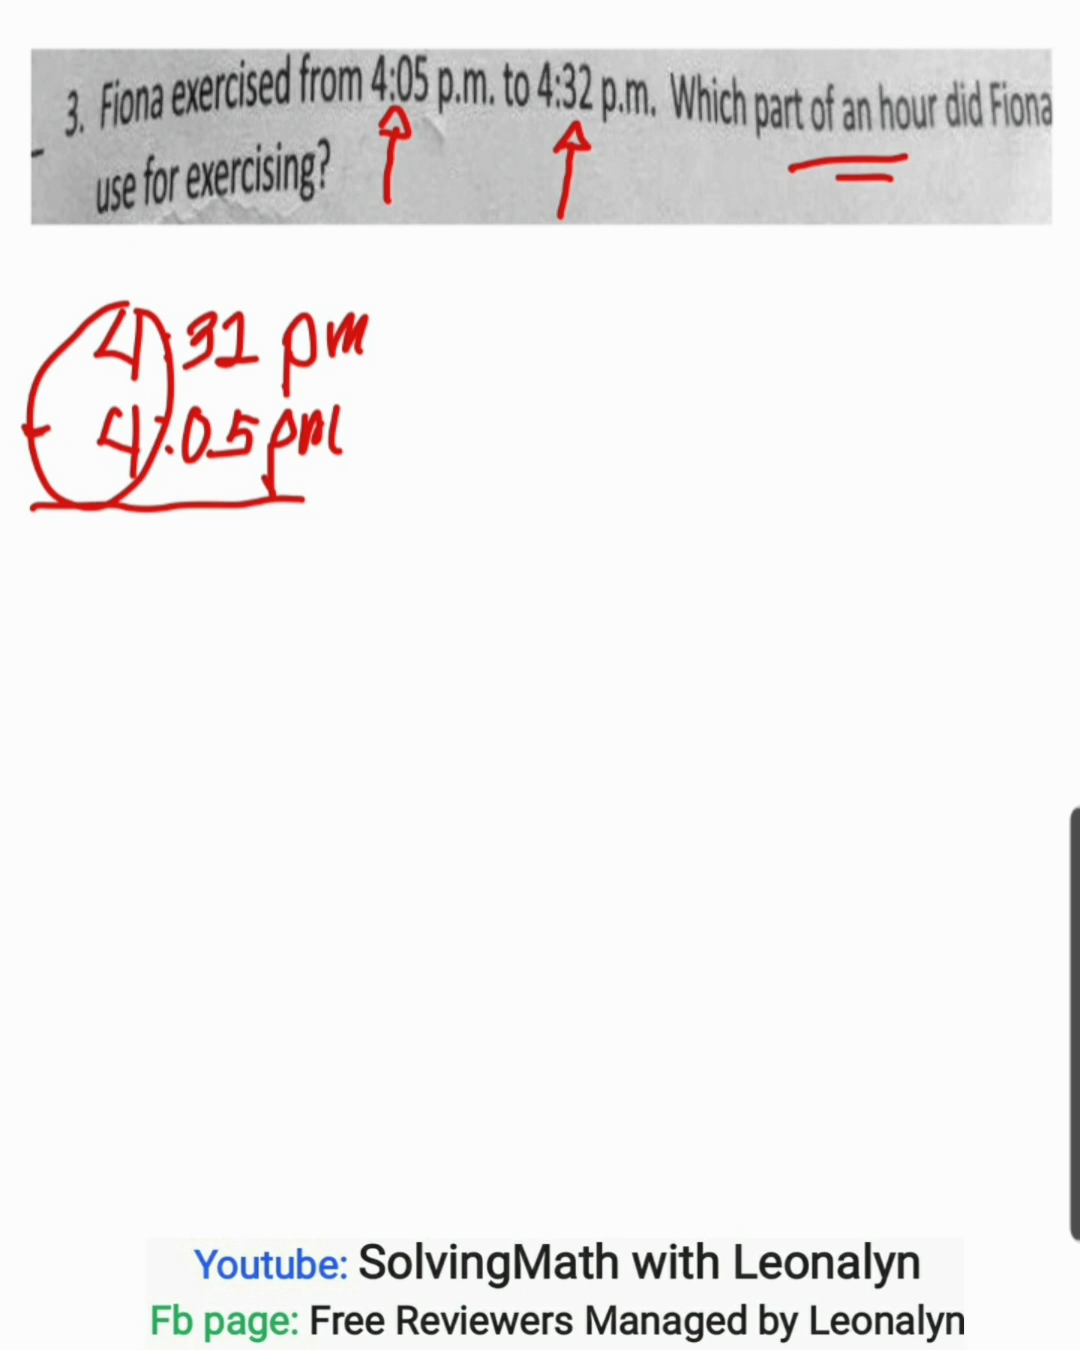 3. Fiona exercised from 4:05 p.m. to 4:32 p.m. Which part of an hour did Fiona
use for exercising?
4:31 pm
- 4:05 pm
Youtube: SolvingMath with Leonalyn
Fb page: Free Reviewers Managed by Leonalyn